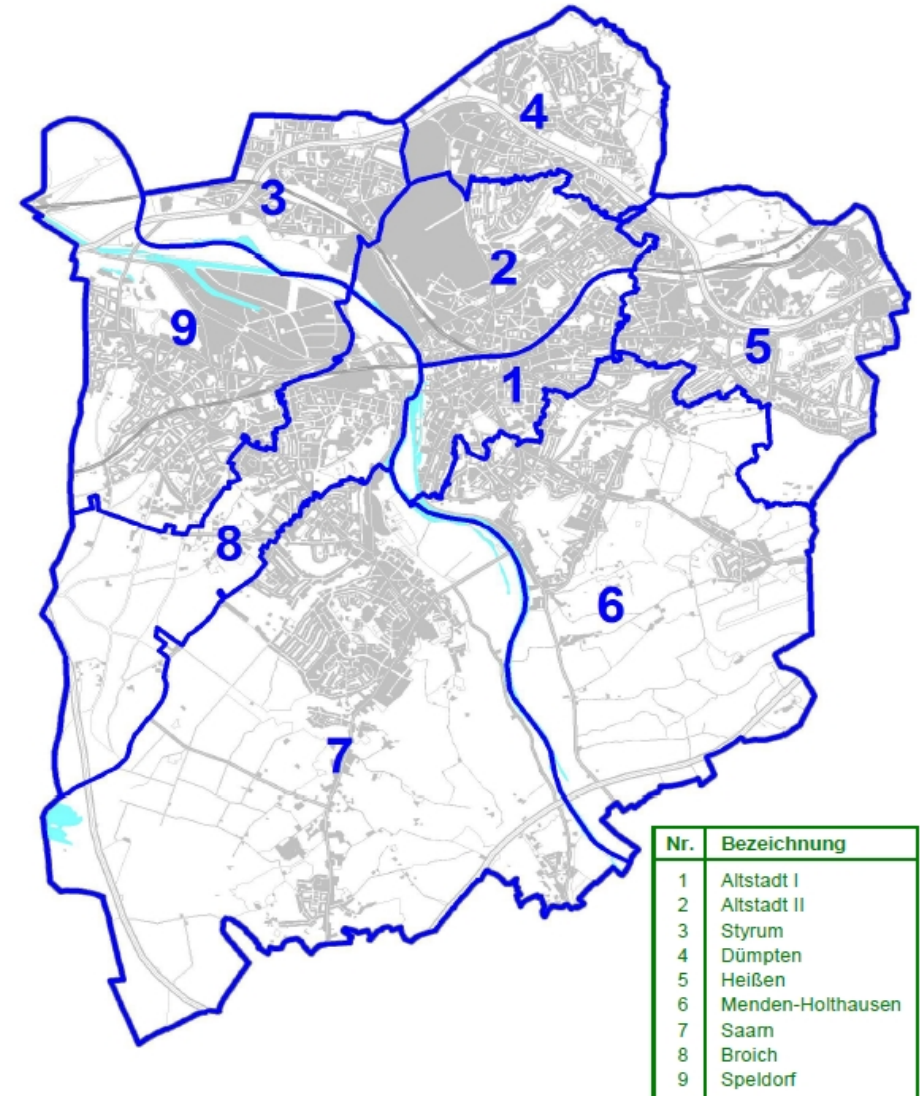 4
3
2
5
9
1
8
6
7
Nr. Bezeichnung
1 Altstadt I
2 Altstadt II
3 Styrum
4 Dümpten
5 Heißen
6 Menden-Holthausen
7 Saarn
8 Broich
9 Speldorf